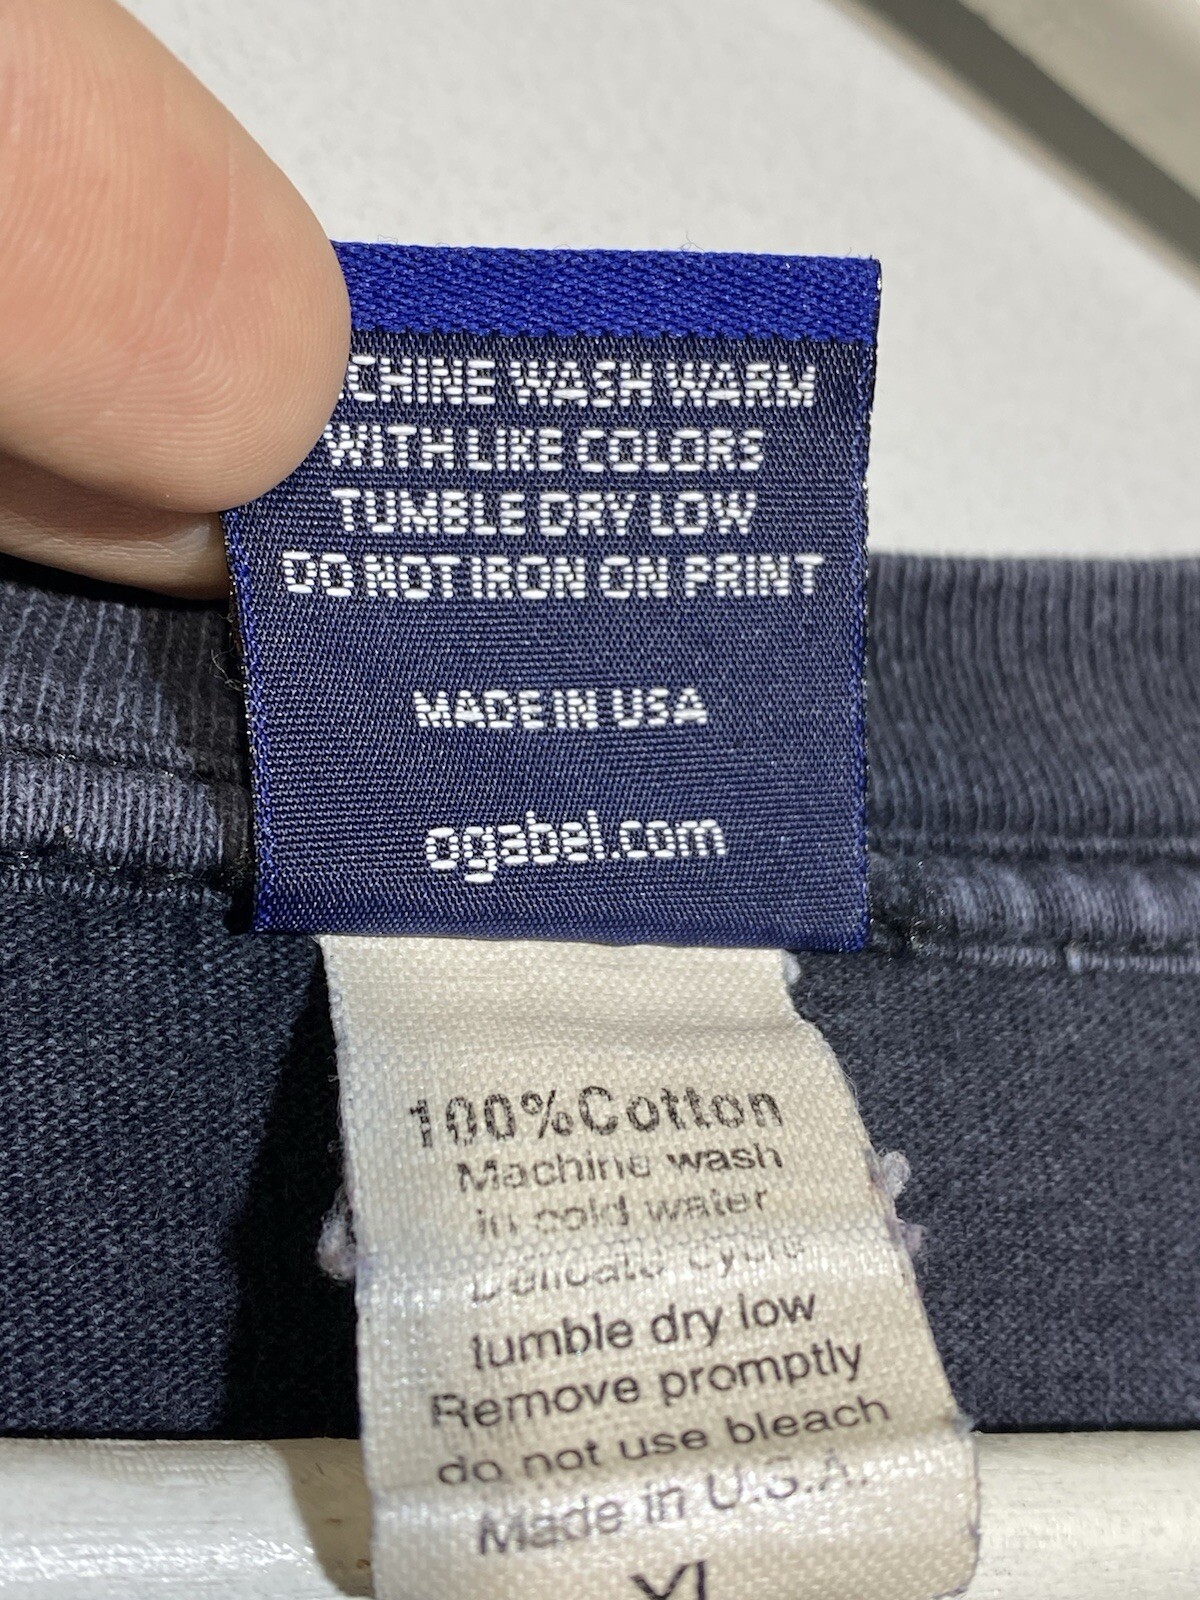 CHINE WASH WARM
WITH LIKE COLORS
TUMBLE DRY LOW
DO NOT IRON ON PRINT
MADE IN USA
ogabel.com
100%Cotton
Machine wash
in cold water
Delicate cycle
tumble dry low
Remove promptly
do not use bleach
Made in U.S.A.
XL